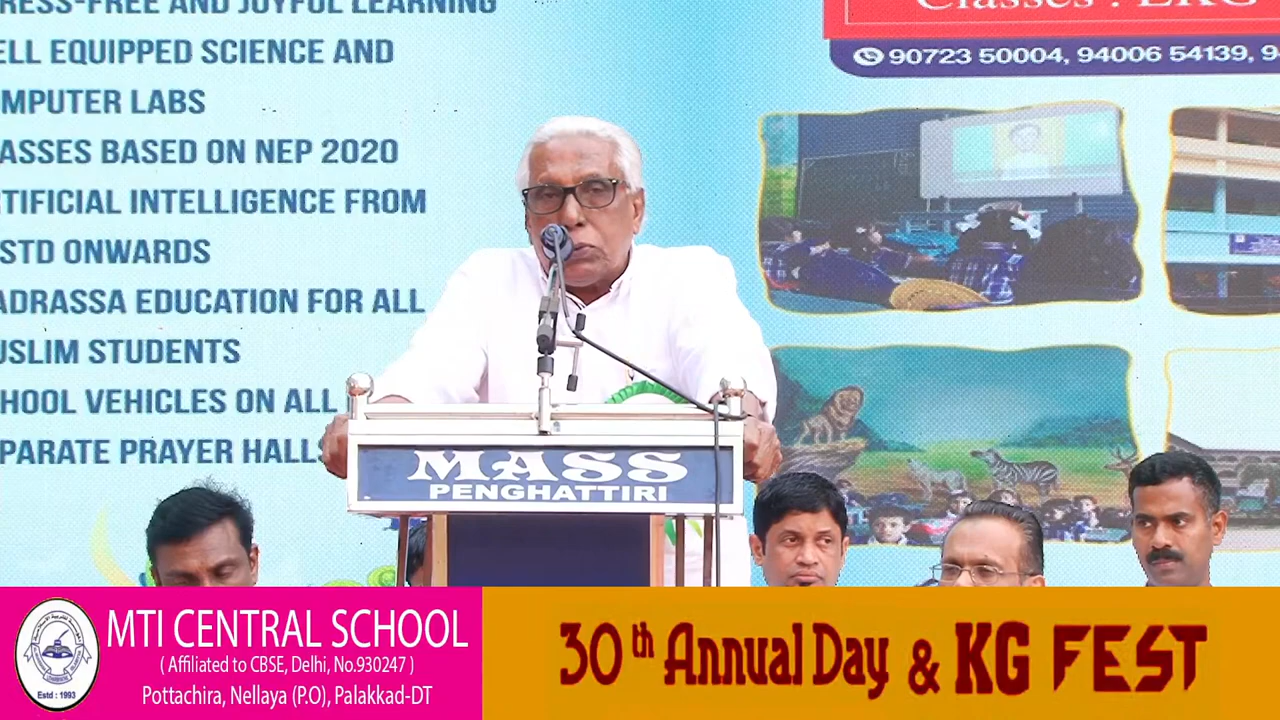 RESS-FREE AND JOYFUL LEARNING
ELL EQUIPPED SCIENCE AND
MPUTER LABS
ASSES BASED ON NEP 2020
TIFICIAL INTELLIGENCE FROM
STD ONWARDS
ADRASSA EDUCATION FOR ALL
USLIM STUDENTS
HOOL VEHICLES ON ALL
PARATE PRAYER HALLS
Classes : LKG
90723 50004, 94006 54139, 9
MASS
PENGHATTIRI
Estd : 1993
MTI CENTRAL SCHOOL
( Affiliated to CBSE, Delhi, No.930247 )
Pottachira, Nellaya (P.O), Palakkad-DT
30th Annual Day & KG FEST